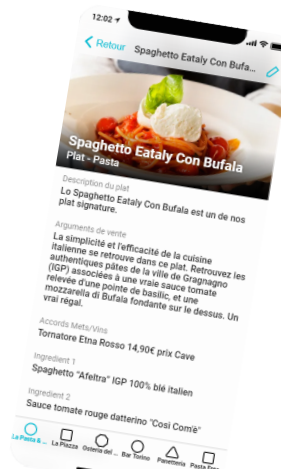 12:02
Retour Spaghetto Eataly Con Bufa...
Spaghetto Eataly Con Bufala
Plat - Pasta
Description du plat
Lo Spaghetto Eataly Con Bufala est un de nos
plat signature.
Arguments de vente
La simplicité et l'efficacité de la cuisine
italienne se retrouve dans ce plat. Retrouvez les
authentiques pâtes de la ville de Gragnagno
(IGP) associées à une vraie sauce tomate
relevée d'une pointe de basilic, et une
mozzarella di Bufala fondante sur le dessus. Un
vrai régal.
Accords Mets/Vins
Tornatore Etna Rosso 14,90€ prix Cave
Ingredient 1
Spaghetto "Afeltra" IGP 100% blé italien
Ingredient 2
Sauce tomate rouge datterino "Così Com'è"
La Pasta & ... La Piazza Osteria del ... Bar Torino Panetteria Pasta Fres